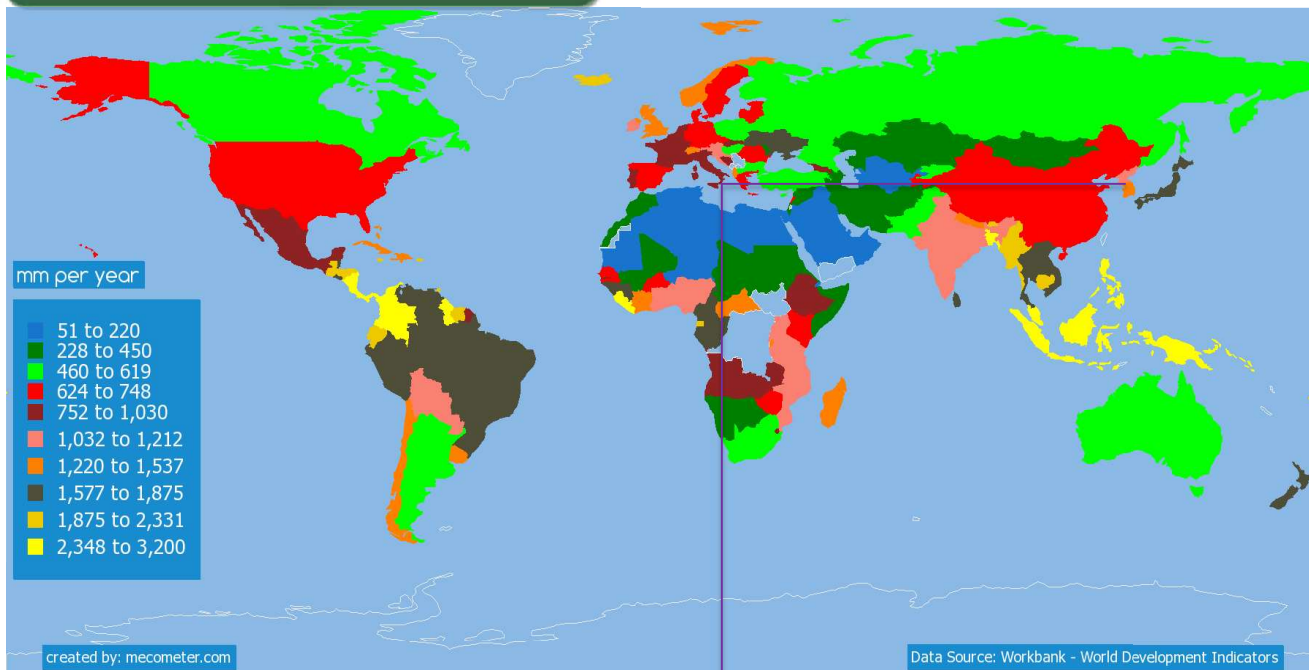 mm per year
51 to 220
228 to 450
460 to 619
624 to 748
752 to 1,030
1,032 to 1,212
1,220 to 1,537
1,577 to 1,875
1,875 to 2,331
2,348 to 3,200
created by: mecometer.com
Data Source: Workbank - World Development Indicators